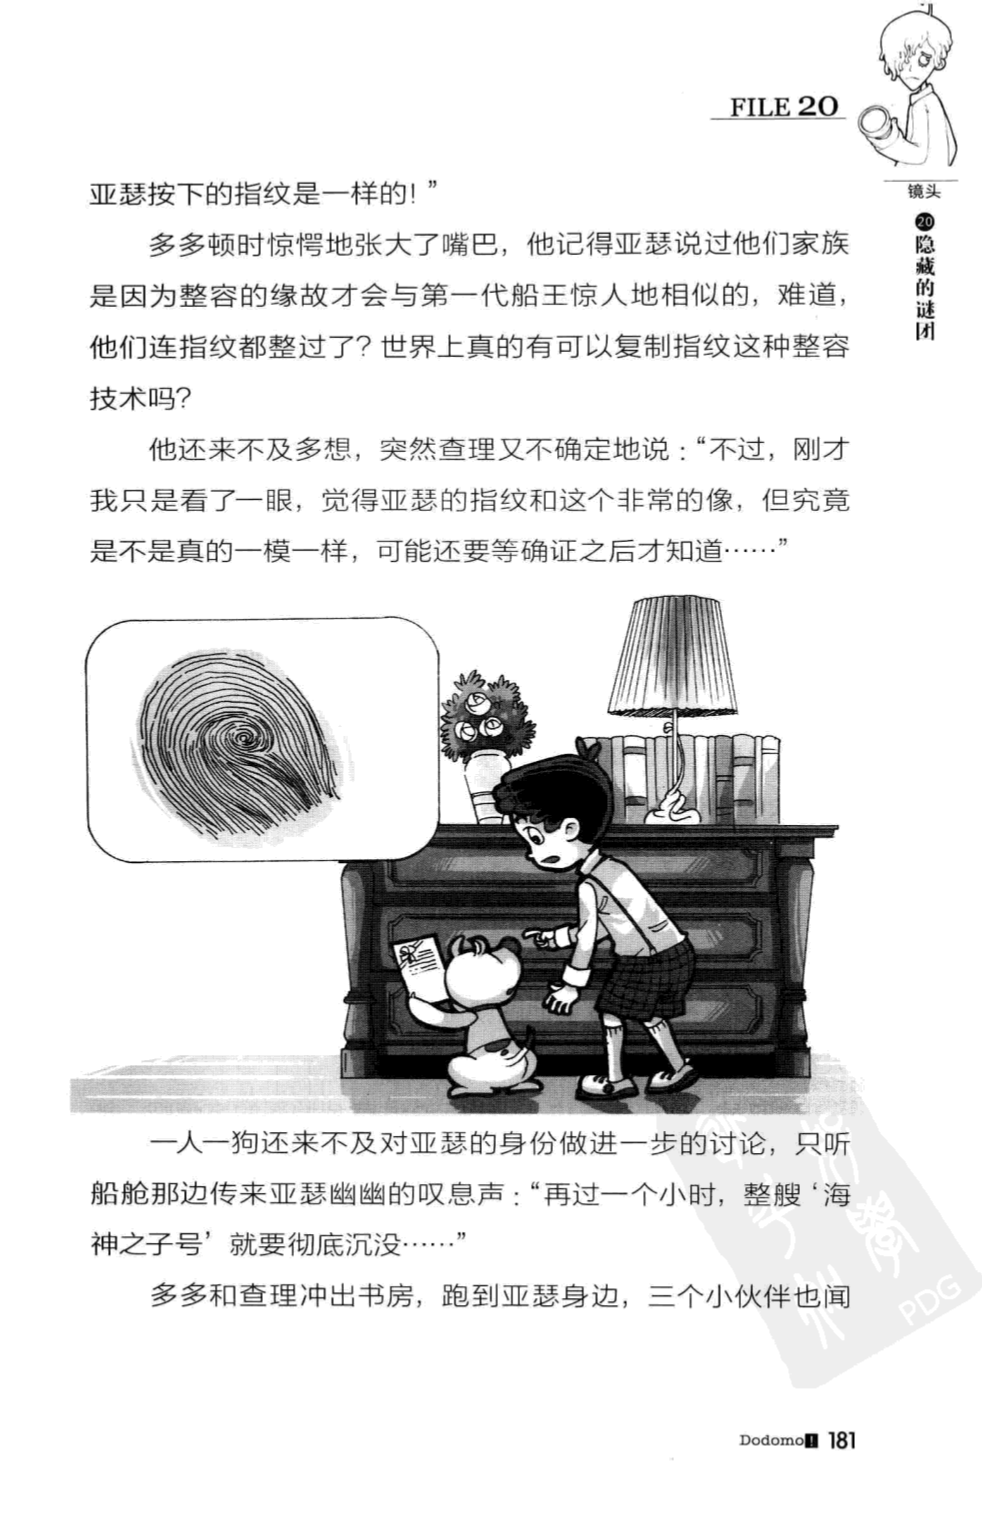 FILE 20
镜头
⑳隐藏的谜团
亚瑟按下的指纹是一样的！”
多多顿时惊愕地张大了嘴巴，他记得亚瑟说过他们家族
是因为整容的缘故才会与第一代船王惊人地相似的，难道，
他们连指纹都整过了？世界上真的有可以复制指纹这种整容
技术吗？
他还来不及多想，突然查理又不确定地说：“不过，刚才
我只是看了一眼，觉得亚瑟的指纹和这个非常的像，但究竟
是不是真的一模一样，可能还要等确证之后才知道……”
一人一狗还来不及对亚瑟的身份做进一步的讨论，只听
船舱那边传来亚瑟幽幽的叹息声：“再过一个小时，整艘‘海
神之子号’就要彻底沉没……”
多多和查理冲出书房，跑到亚瑟身边，三个小伙伴也闻
PDG
Dodomo! 181